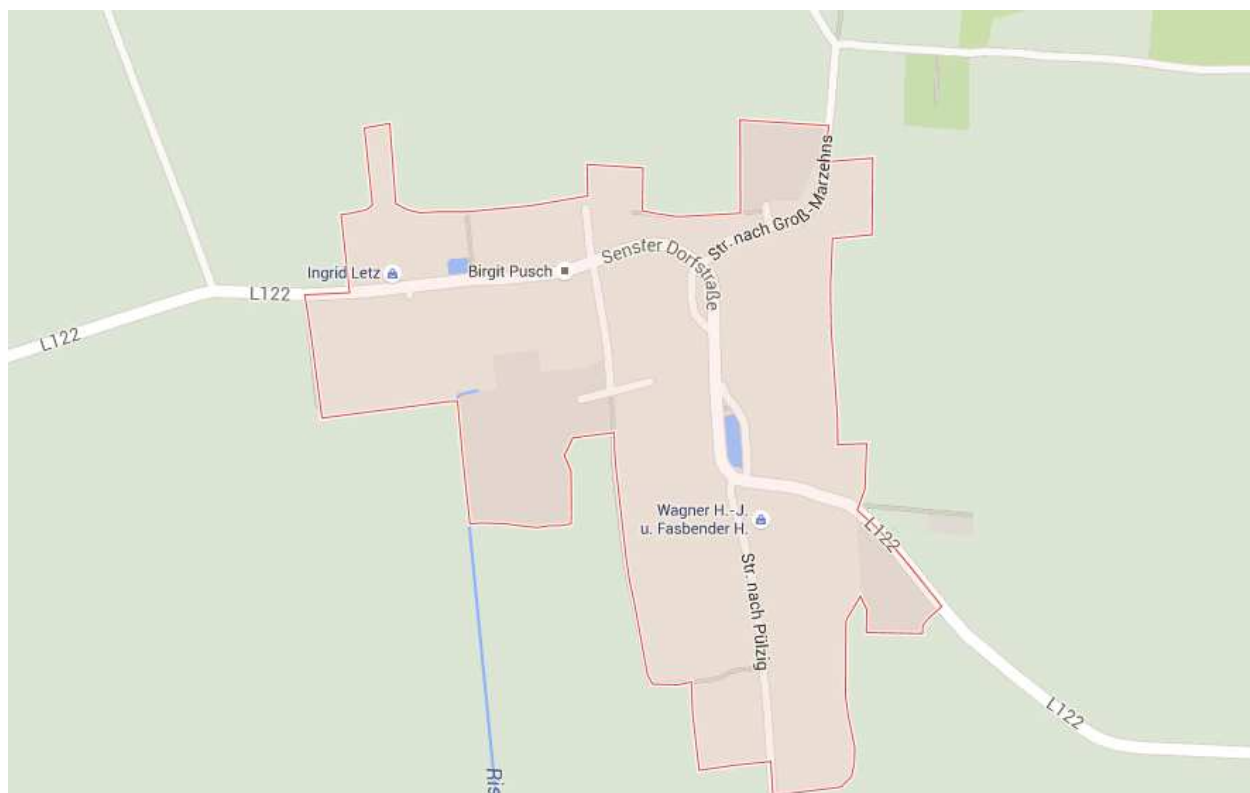 Str. nach Groß-Marzehns
Senster Dorfstraße
Ingrid Letz
Birgit Pusch
L122
L122
Wagner H.-J.
u. Fasbender H.
L122
Str. nach Pülzig
L122
Ris